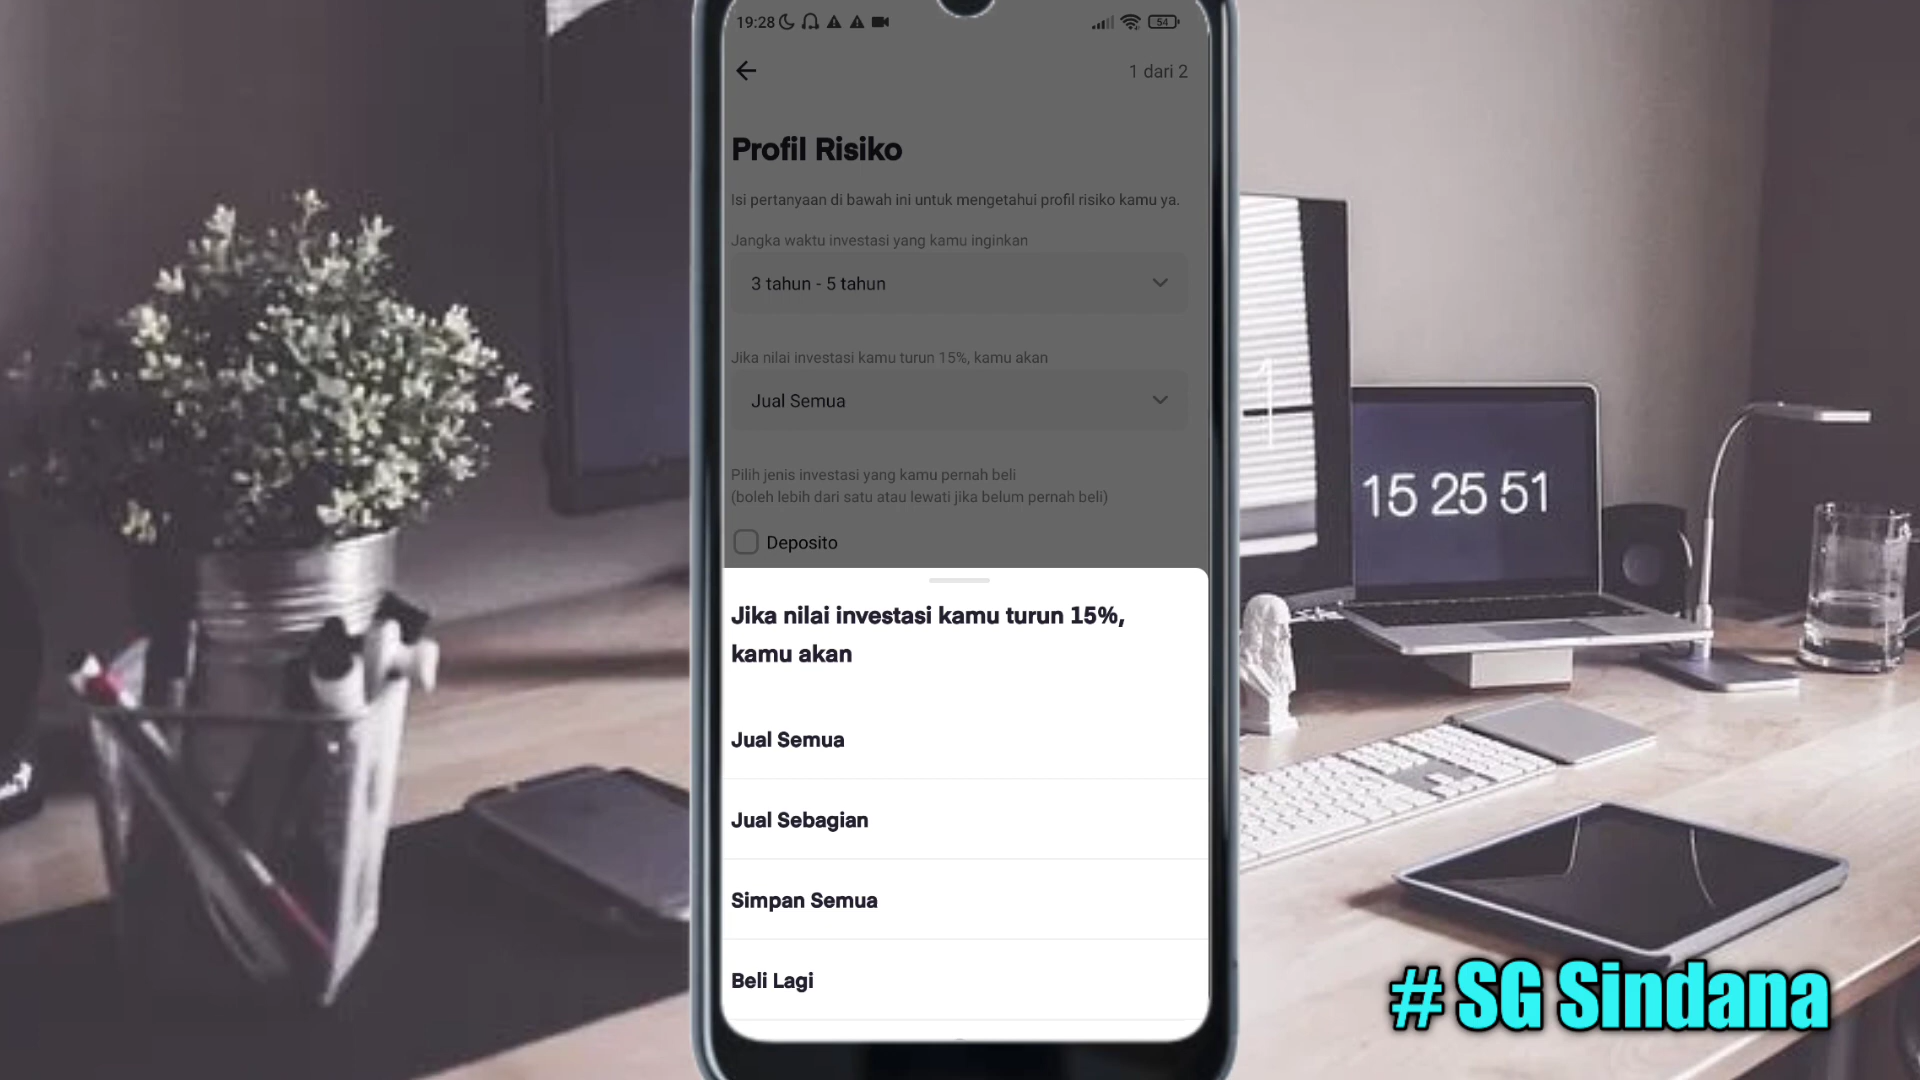 19:28
54
1 dari 2
Profil Risiko
Isi pertanyaan di bawah ini untuk mengetahui profil risiko kamu ya.
Jangka waktu investasi yang kamu inginkan
3 tahun - 5 tahun
Jika nilai investasi kamu turun 15%, kamu akan
Jual Semua
Pilih jenis investasi yang kamu pernah beli
(boleh lebih dari satu atau lewati jika belum pernah beli)
Deposito
Jika nilai investasi kamu turun 15%,
kamu akan
Jual Semua
Jual Sebagian
Simpan Semua
Beli Lagi
15 25 51
# SG Sindana